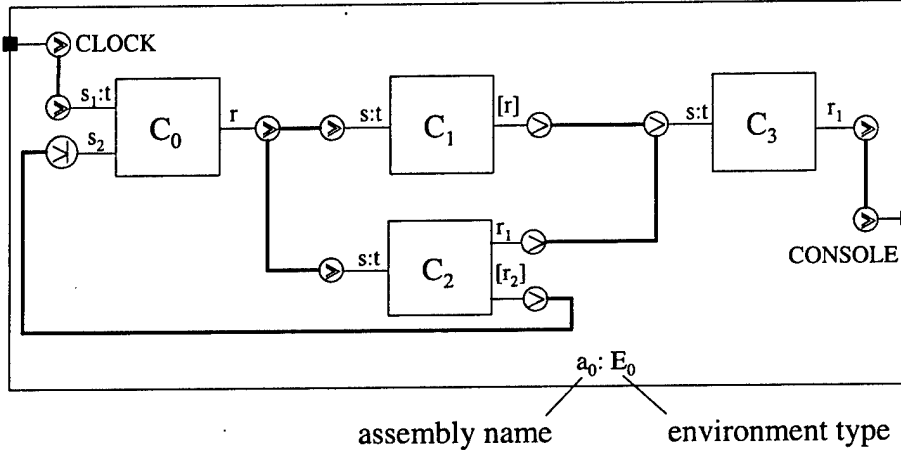 CLOCK
s₁:t
s₂
C₀
r
s:t
C₁
[r]
s:t
C₃
r₁
s:t
C₂
r₁
[r₂]
CONSOLE
a₀: E₀
assembly name
environment type